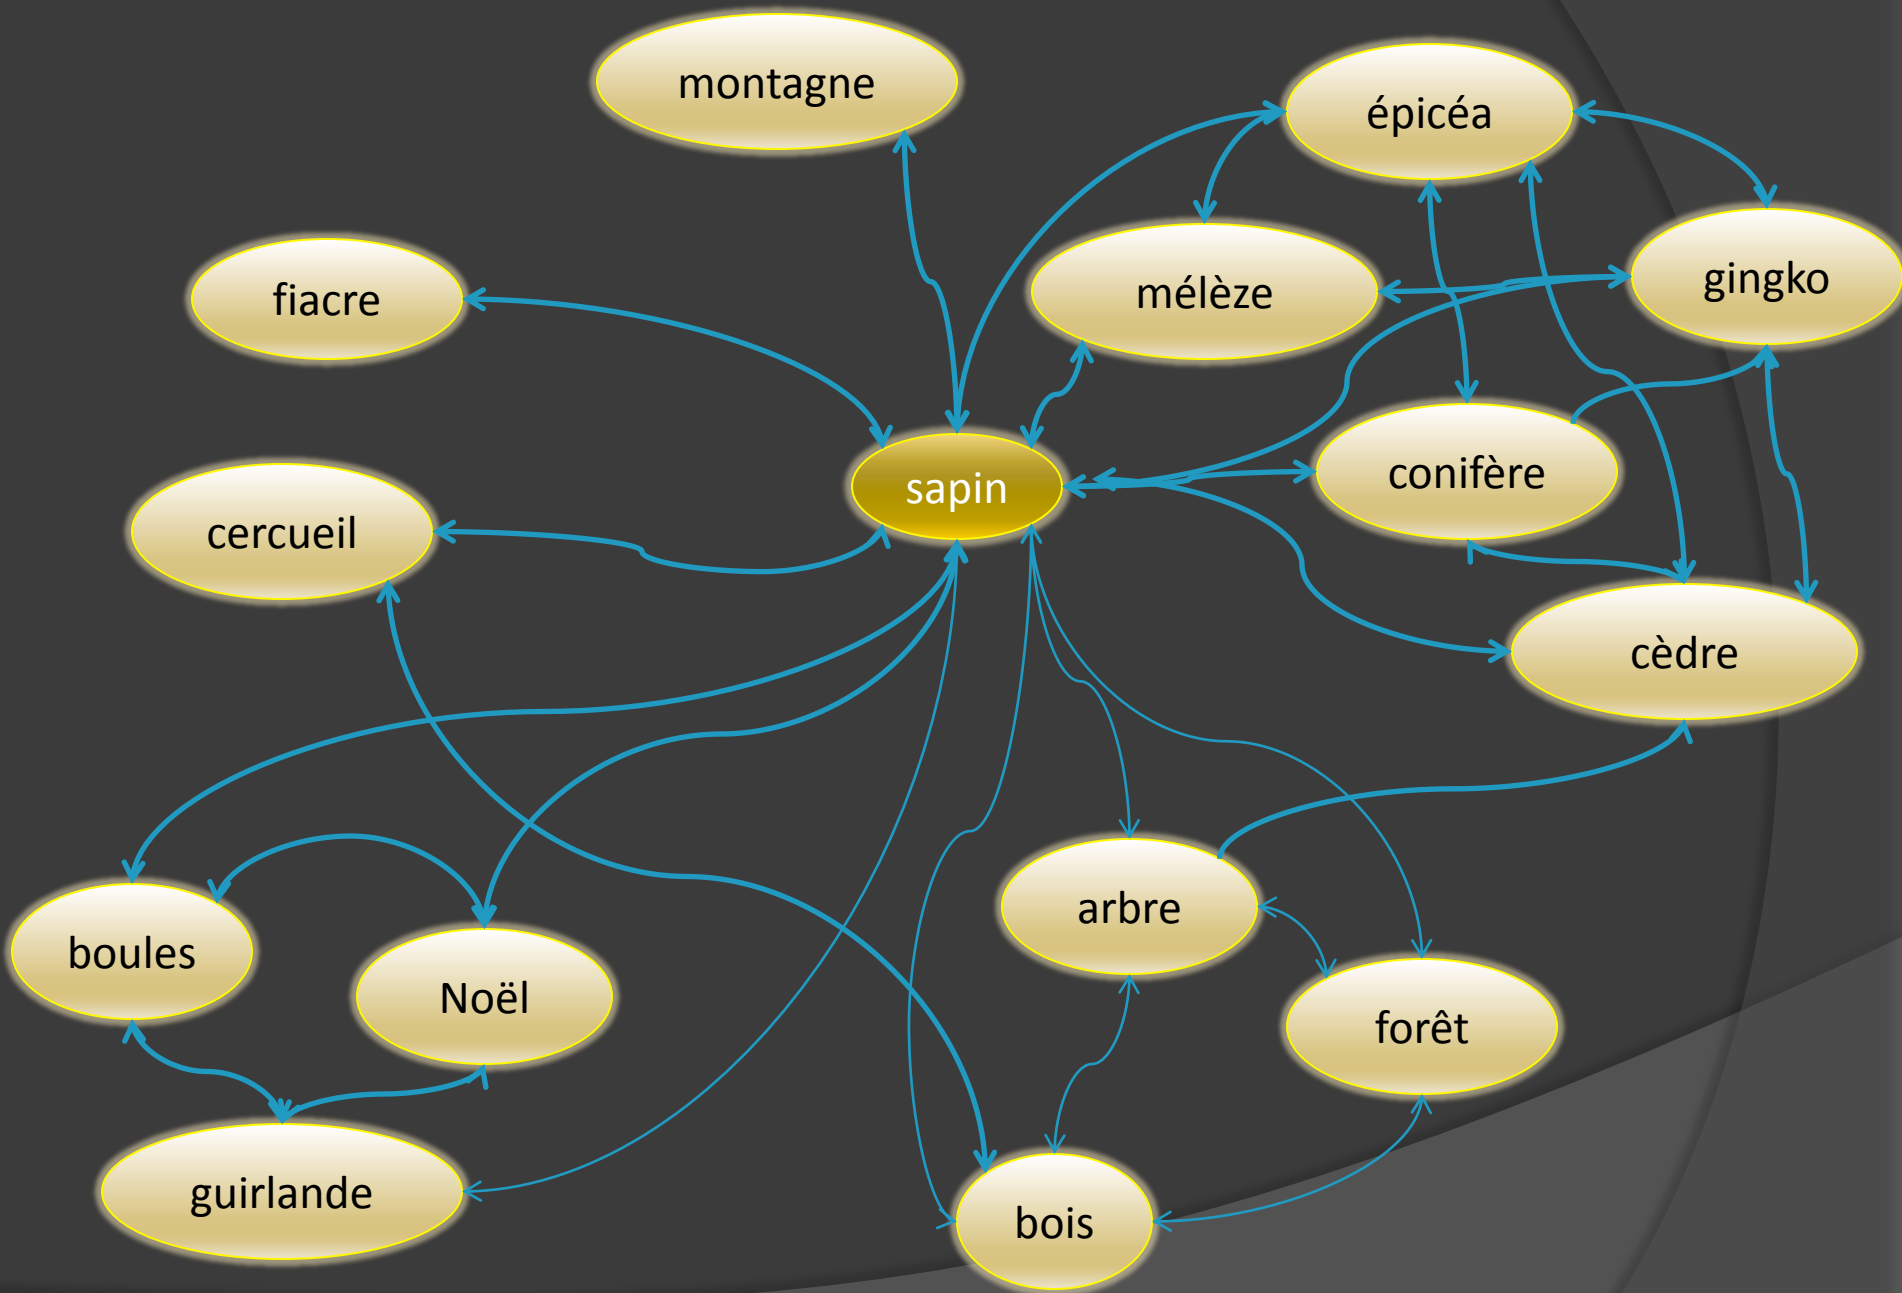 montagne
épicéa
mélèze
gingko
fiacre
sapin
conifère
cercueil
cèdre
arbre
boules
Noël
forêt
guirlande
bois